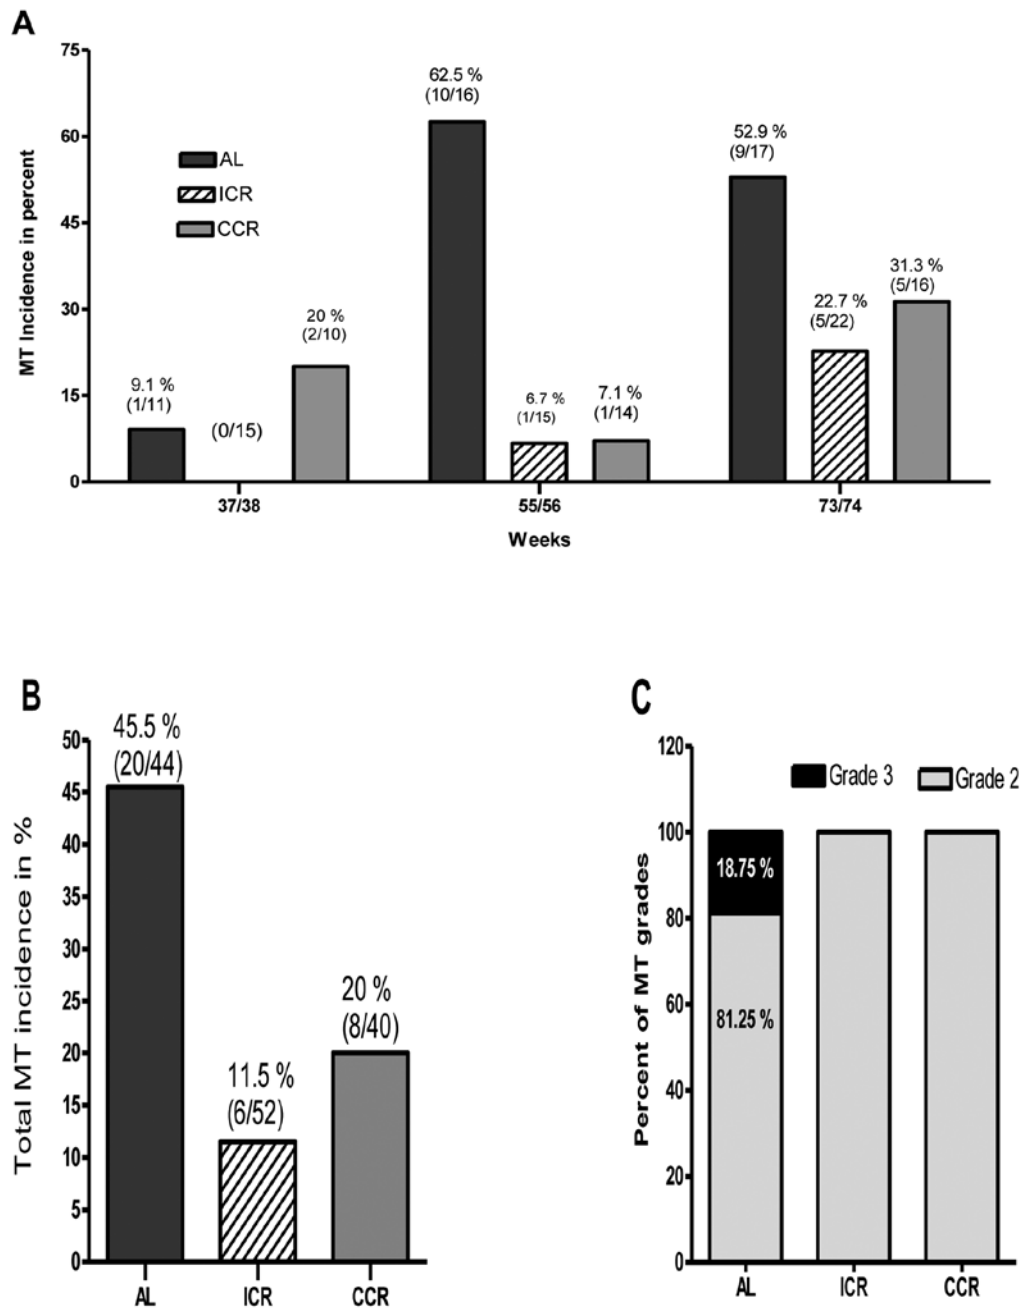 A
75
60
45
30
15
0
MT Incidence in percent
AL
ICR
CCR
9.1 %
(1/11)
(0/15)
20 %
(2/10)
62.5 %
(10/16)
6.7 %
(1/15)
7.1 %
(1/14)
52.9 %
(9/17)
22.7 %
(5/22)
31.3 %
(5/16)
37/38
55/56
73/74
Weeks
B
50
45
40
35
30
25
20
15
10
5
0
Total MT incidence in %
45.5 %
(20/44)
11.5 %
(6/52)
20 %
(8/40)
AL
ICR
CCR
C
120
100
80
60
40
20
0
Percent of MT grades
Grade 3
Grade 2
18.75 %
81.25 %
AL
ICR
CCR